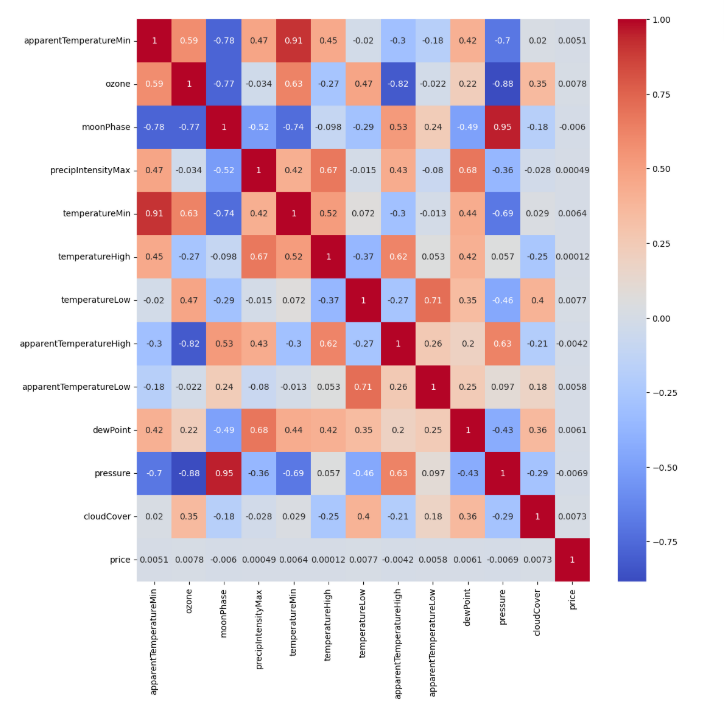 apparentTemperatureMin 1 0.59 -0.78 0.47 0.91 0.45 -0.02 -0.3 -0.18 0.42 -0.7 0.02 0.0051
ozone 0.59 1 -0.77 -0.034 0.63 -0.27 0.47 -0.82 -0.022 0.22 -0.88 0.35 0.0078
moonPhase -0.78 -0.77 1 -0.52 -0.74 -0.098 -0.29 0.53 0.24 -0.49 0.95 -0.18 -0.006
precipIntensityMax 0.47 -0.034 -0.52 1 0.42 0.67 -0.015 0.43 -0.08 0.68 -0.36 -0.028 0.00049
temperatureMin 0.91 0.63 -0.74 0.42 1 0.52 0.072 -0.3 -0.013 0.44 -0.69 0.029 0.0064
temperatureHigh 0.45 -0.27 -0.098 0.67 0.52 1 -0.37 0.62 0.053 0.42 0.057 -0.25 0.00012
temperatureLow -0.02 0.47 -0.29 -0.015 0.072 -0.37 1 -0.27 0.71 0.35 -0.46 0.4 0.0077
apparentTemperatureHigh -0.3 -0.82 0.53 0.43 -0.3 0.62 -0.27 1 0.26 0.2 0.63 -0.21 -0.0042
apparentTemperatureLow -0.18 -0.022 0.24 -0.08 -0.013 0.053 0.71 0.26 1 0.25 0.097 0.18 0.0058
dewPoint 0.42 0.22 -0.49 0.68 0.44 0.42 0.35 0.2 0.25 1 -0.43 0.36 0.0061
pressure -0.7 -0.88 0.95 -0.36 -0.69 0.057 -0.46 0.63 0.097 -0.43 1 -0.29 -0.0069
cloudCover 0.02 0.35 -0.18 -0.028 0.029 -0.25 0.4 -0.21 0.18 0.36 -0.29 1 0.0073
price 0.0051 0.0078 -0.006 0.00049 0.0064 0.00012 0.0077 -0.0042 0.0058 0.0061 -0.0069 0.0073 1
apparentTemperatureMin
ozone
moonPhase
precipIntensityMax
temperatureMin
temperatureHigh
temperatureLow
apparentTemperatureHigh
apparentTemperatureLow
dewPoint
pressure
cloudCover
price
1.00
0.75
0.50
0.25
0.00
−0.25
−0.50
−0.75